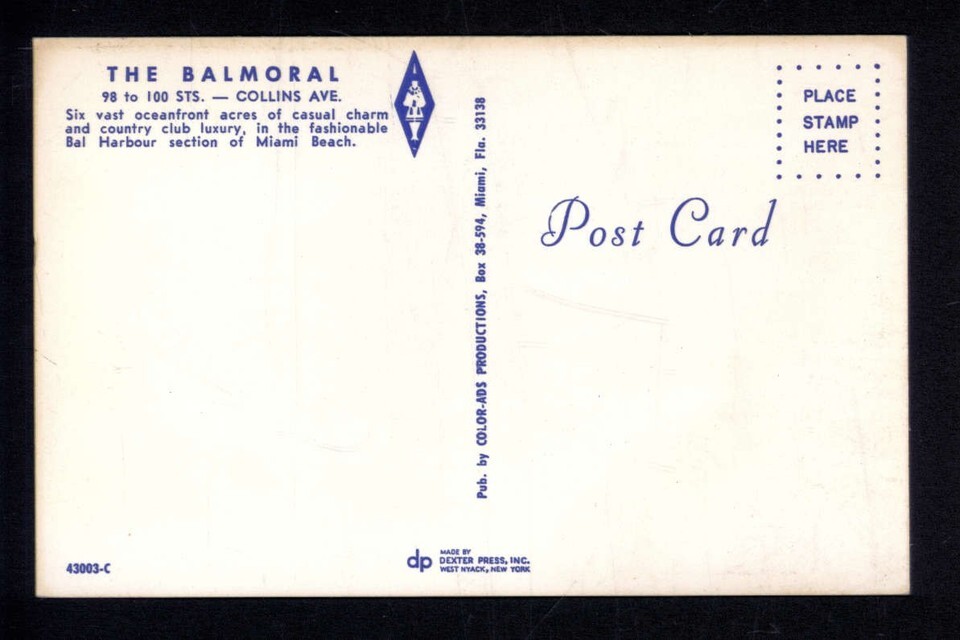 THE BALMORAL
98 to 100 STS. — COLLINS AVE.
Six vast oceanfront acres of casual charm
and country club luxury, in the fashionable
Bal Harbour section of Miami Beach.
Pub. by COLOR-ADS PRODUCTIONS, Box 38-594, Miami, Fla. 33138
PLACE
STAMP
HERE
Post Card
43003-C
dp
MADE BY
DEXTER PRESS, INC.
WEST NYACK, NEW YORK